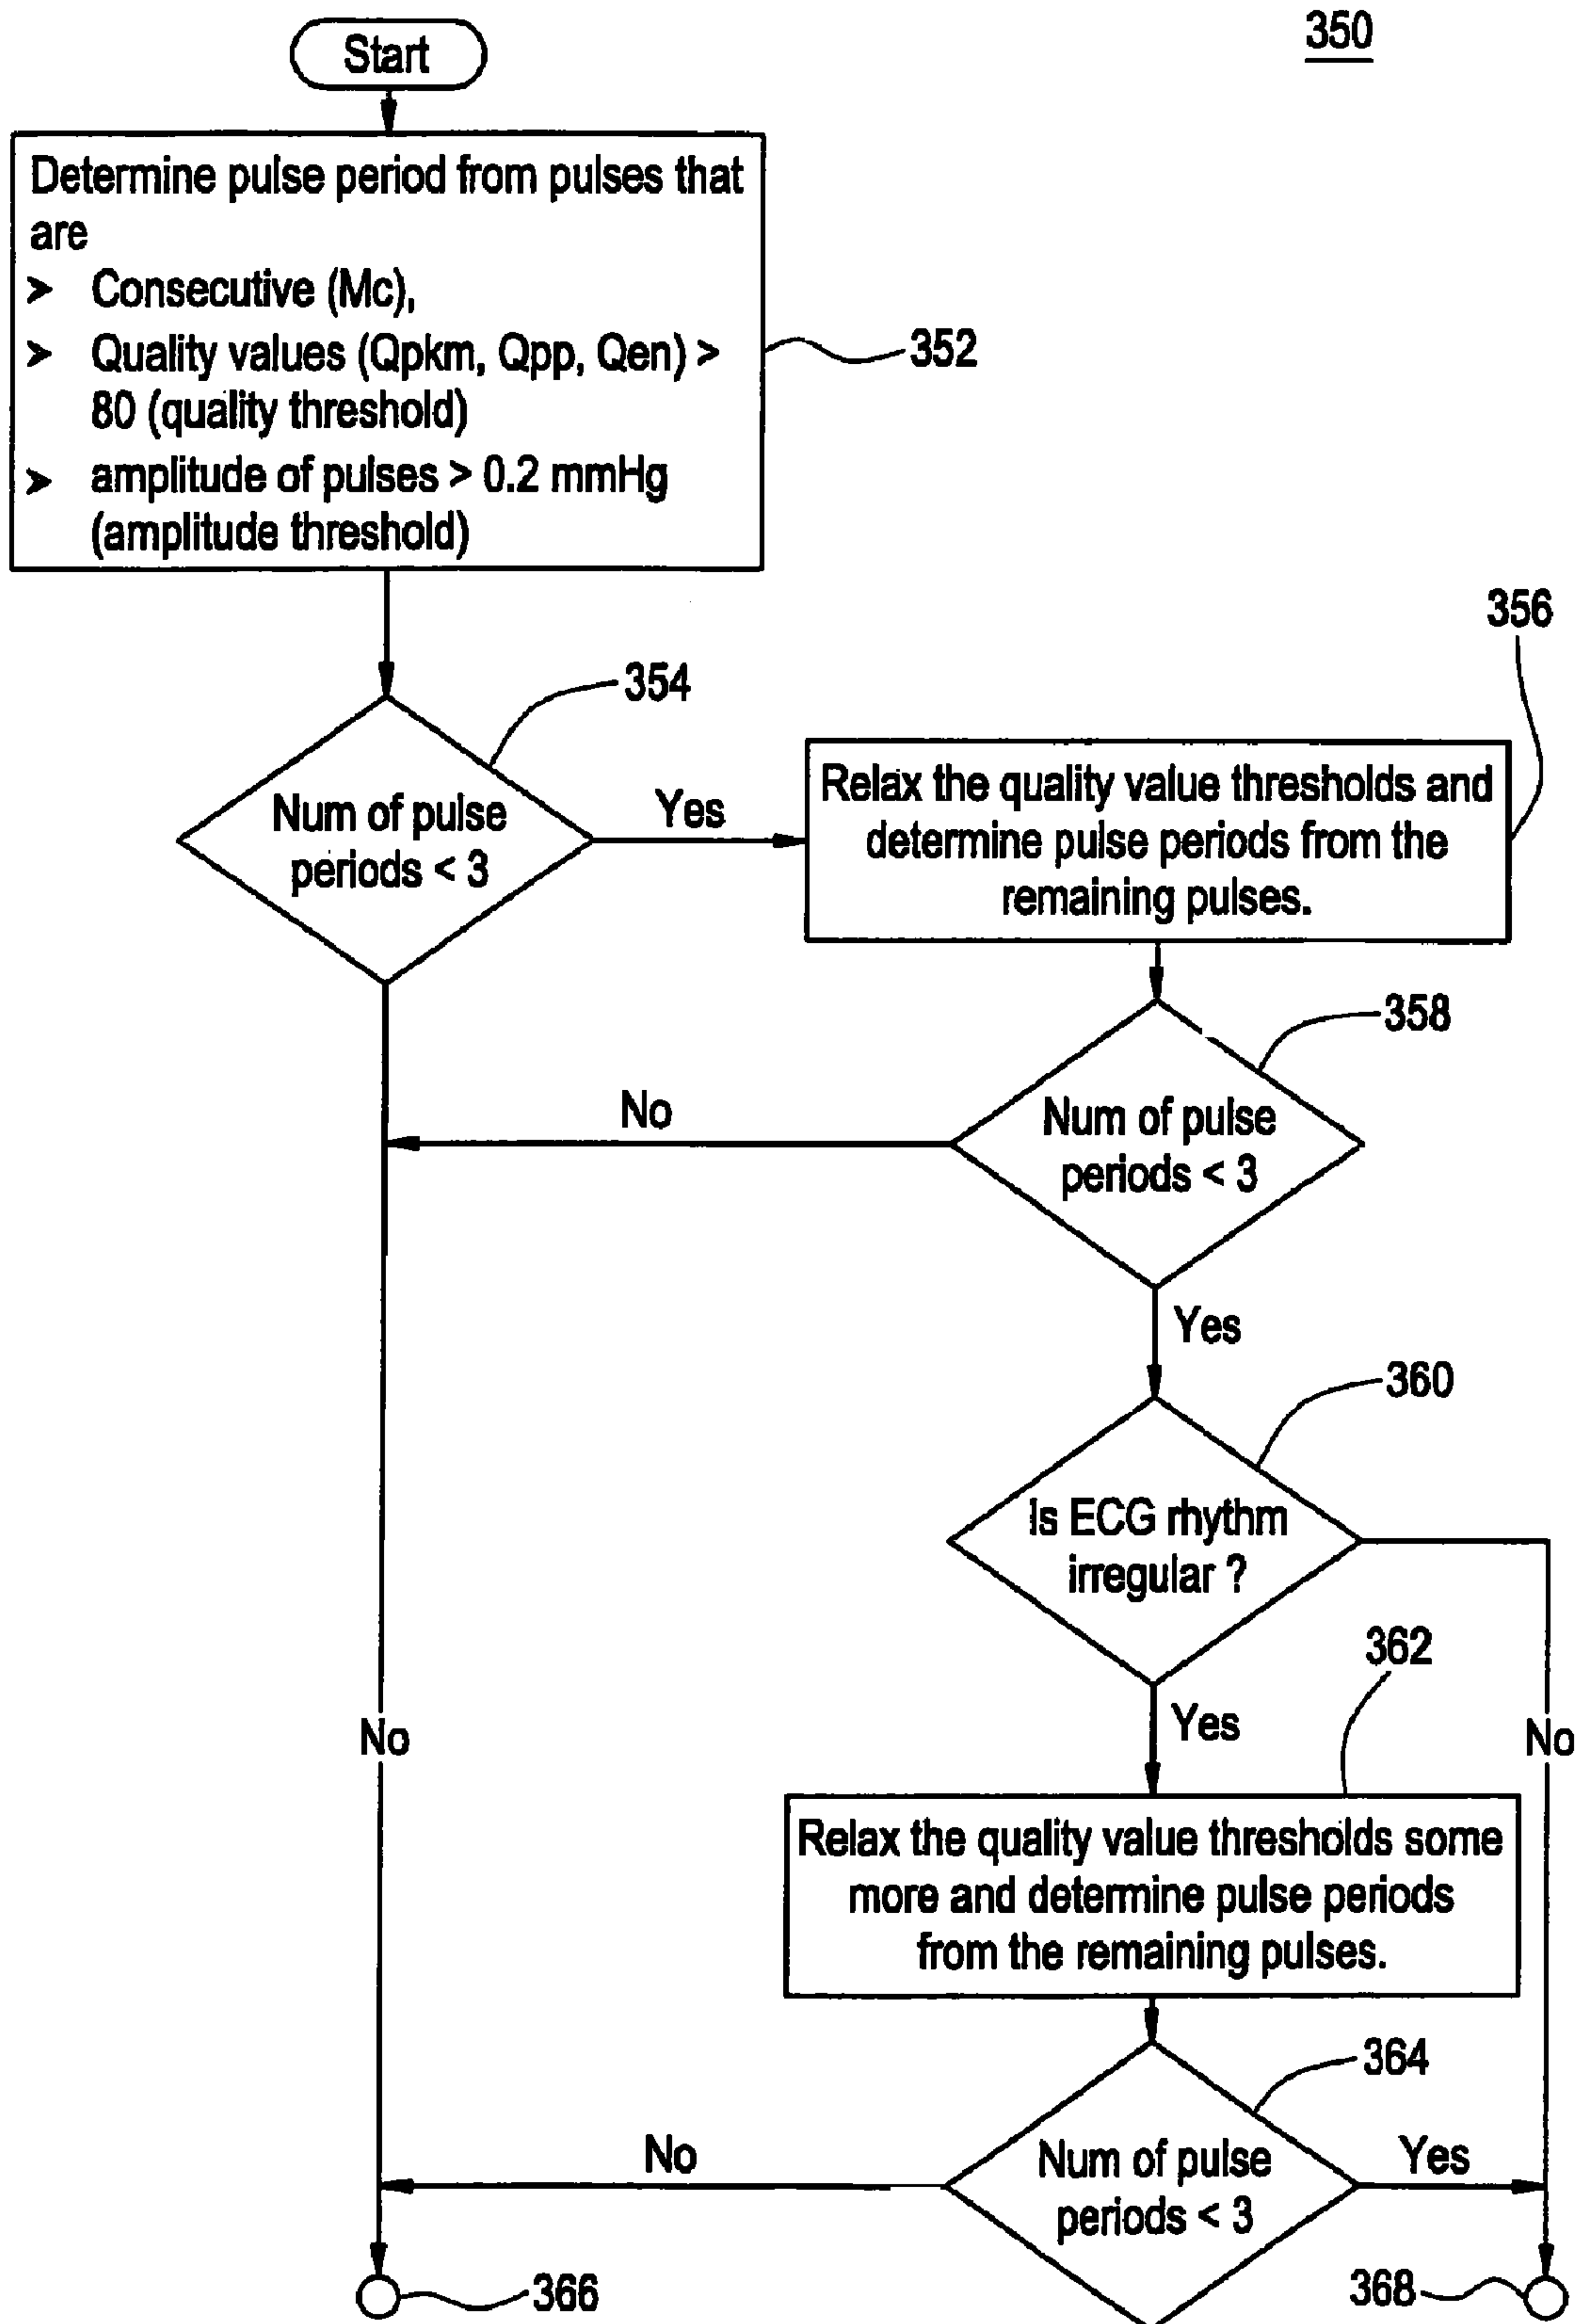 350
Start
Determine pulse period from pulses that
are
➤ Consecutive (Mc),
➤ Quality values (Qpkm, Qpp, Qen) >
80 (quality threshold)
➤ amplitude of pulses > 0.2 mmHg
(amplitude threshold)
352
354
Num of pulse
periods < 3
Yes
356
Relax the quality value thresholds and
determine pulse periods from the
remaining pulses.
358
Num of pulse
periods < 3
No
Yes
360
Is ECG rhythm
irregular ?
362
Yes
No
No
Relax the quality value thresholds some
more and determine pulse periods
from the remaining pulses.
364
Num of pulse
periods < 3
No
Yes
366
368